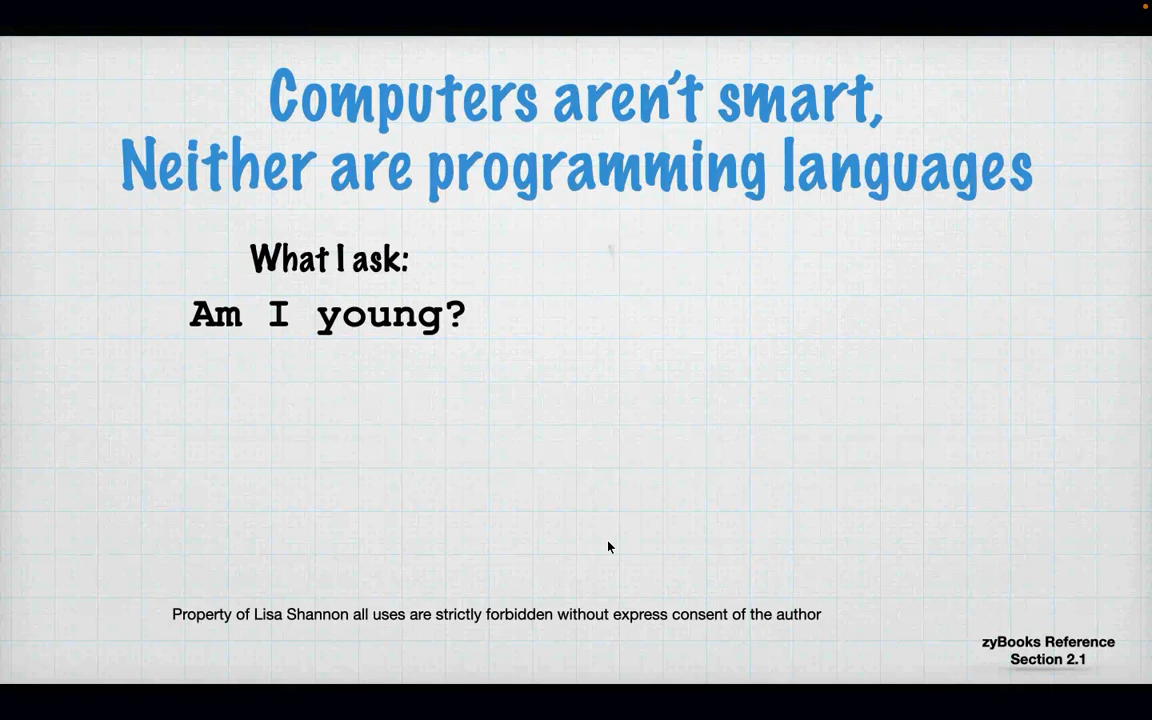 Computers aren't smart,
Neither are programming languages
What I ask:
Am I young?
Property of Lisa Shannon all uses are strictly forbidden without express consent of the author
zyBooks Reference
Section 2.1